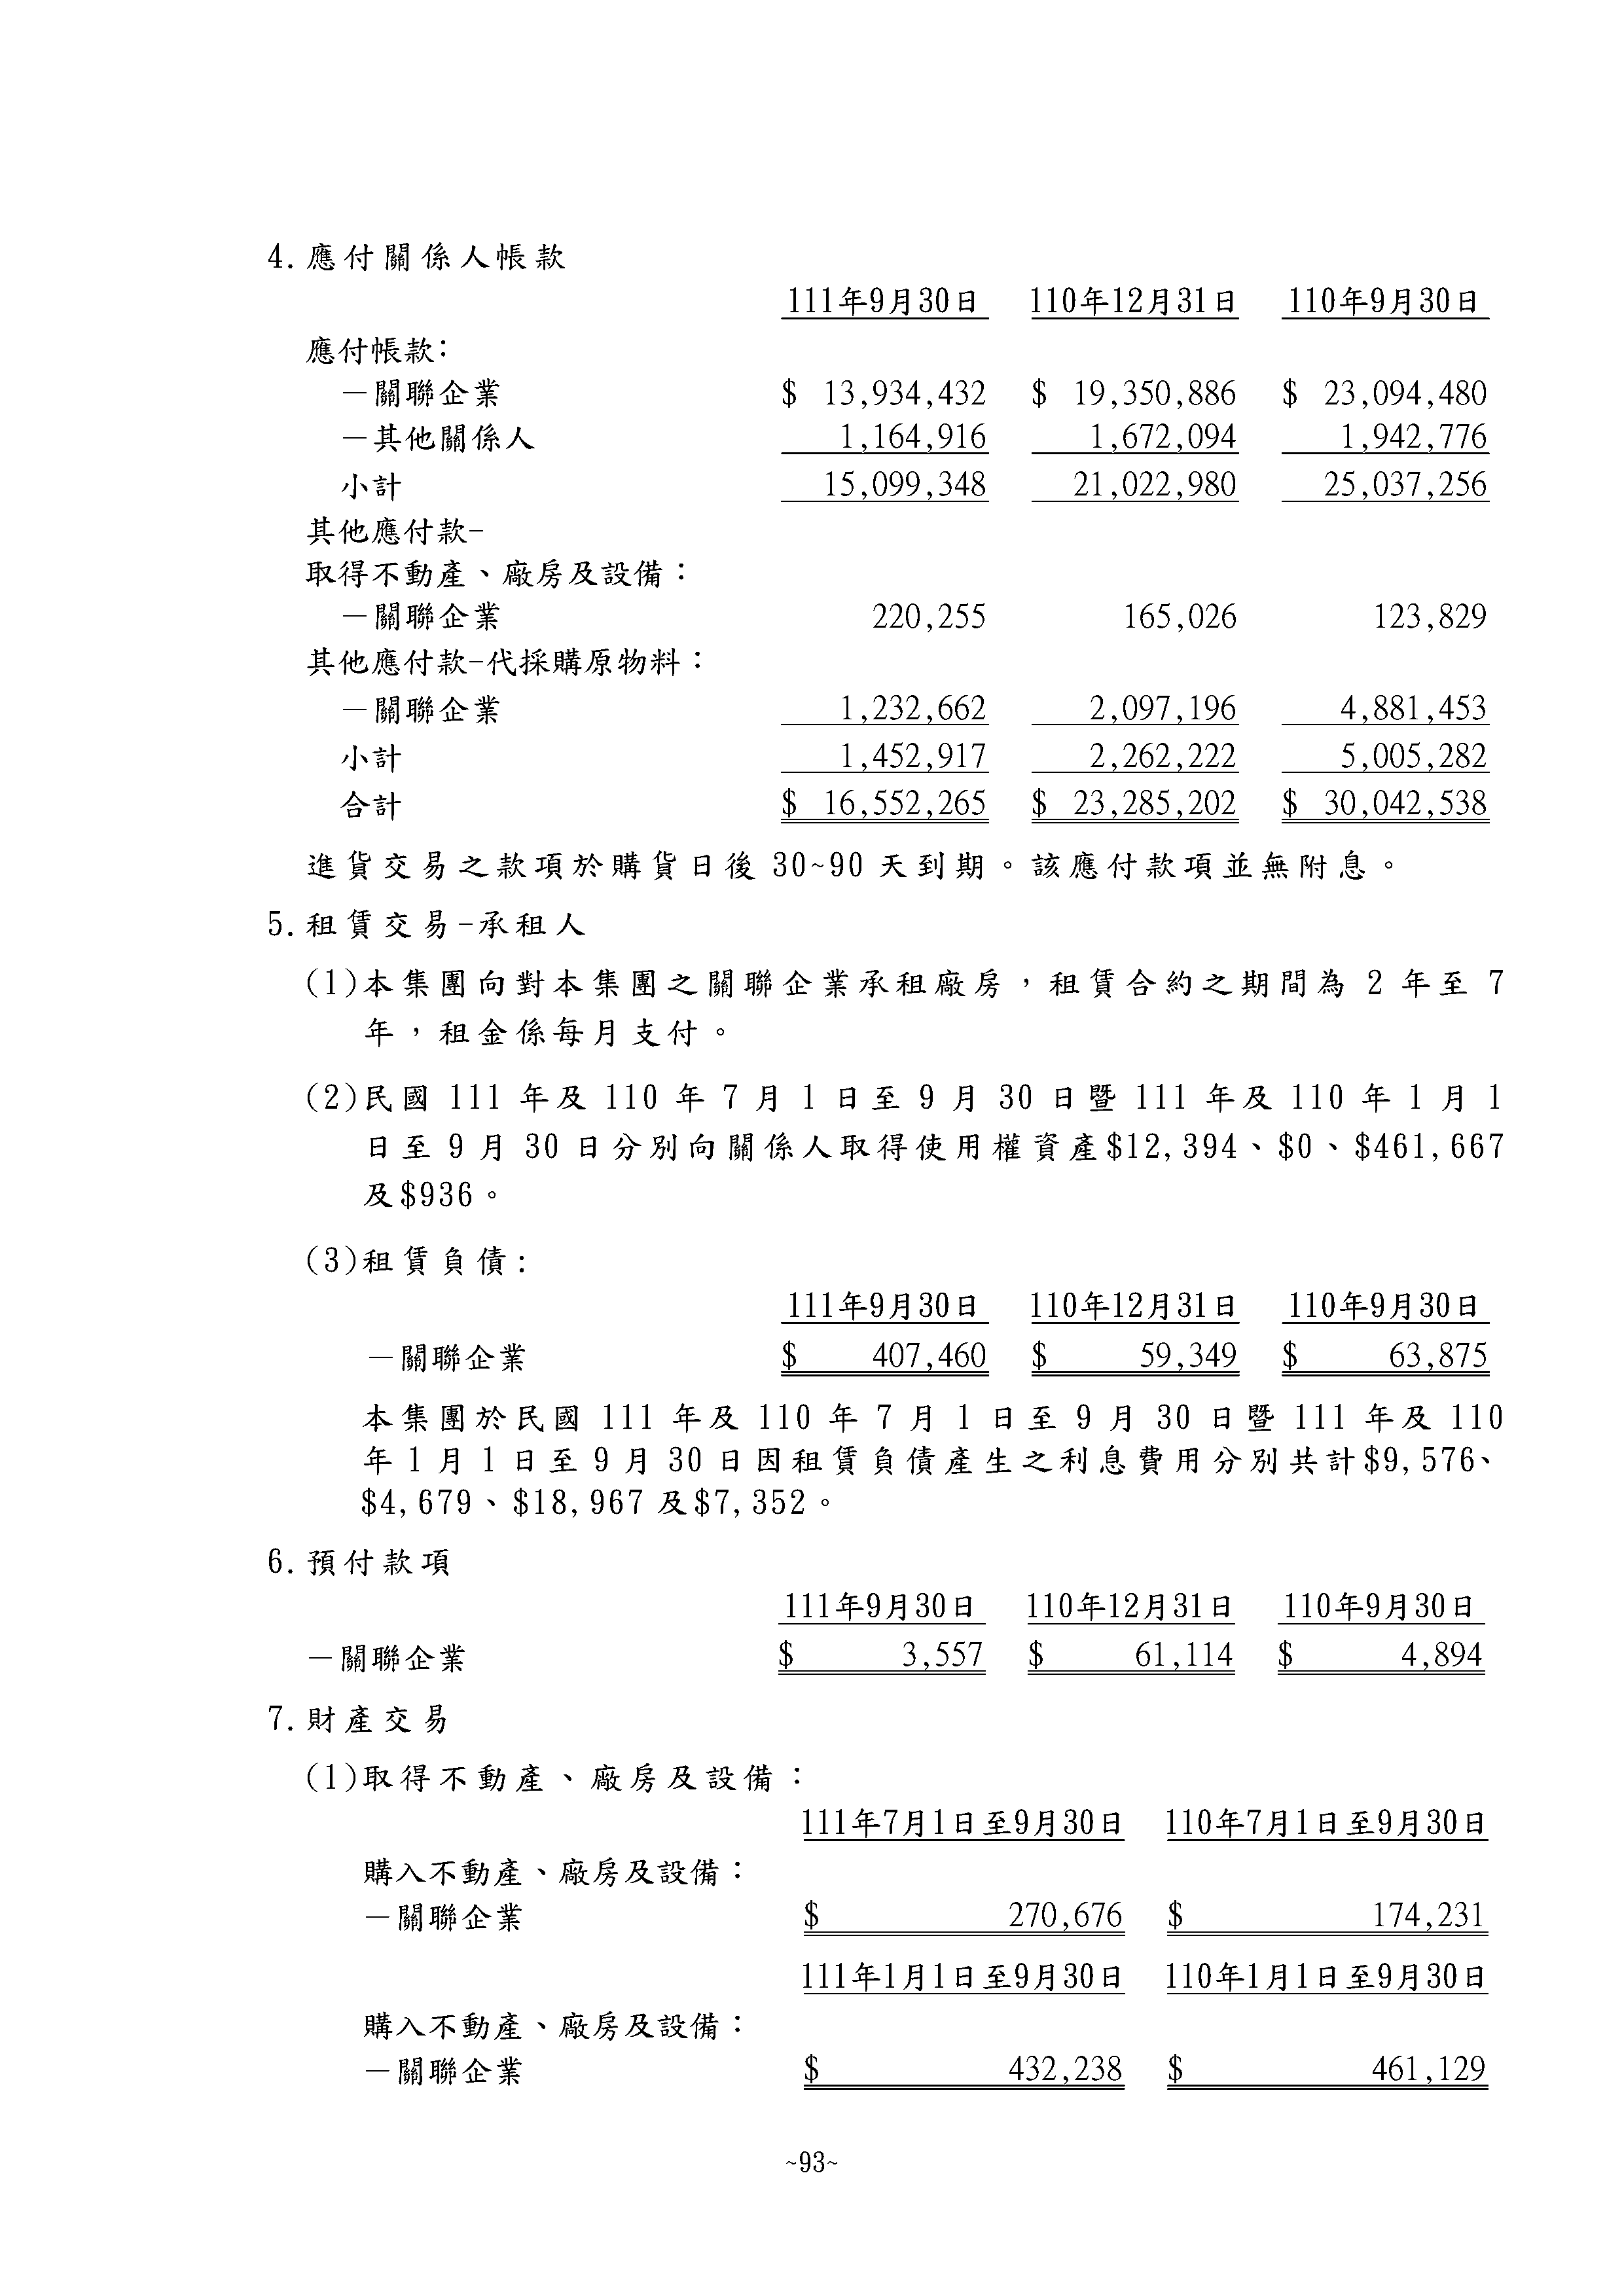 4.應付關係人帳款
111年9月30日 110年12月31日 110年9月30日
應付帳款:
－關聯企業 $ 13,934,432 $ 19,350,886 $ 23,094,480
－其他關係人 1,164,916 1,672,094 1,942,776
小計 15,099,348 21,022,980 25,037,256
其他應付款-
取得不動產、廠房及設備：
－關聯企業 220,255 165,026 123,829
其他應付款-代採購原物料：
－關聯企業 1,232,662 2,097,196 4,881,453
小計 1,452,917 2,262,222 5,005,282
合計 $ 16,552,265 $ 23,285,202 $ 30,042,538
進貨交易之款項於購貨日後 30~90 天到期。該應付款項並無附息。
5.租賃交易-承租人
(1)本集團向對本集團之關聯企業承租廠房，租賃合約之期間為 2 年至 7
年，租金係每月支付。
(2)民國 111 年及 110 年 7 月 1 日至 9 月 30 日暨 111 年及 110 年 1 月 1
日至 9 月 30 日分別向關係人取得使用權資產$12,394、$0、$461,667
及$936。
(3)租賃負債:
111年9月30日 110年12月31日 110年9月30日
－關聯企業 $ 407,460 $ 59,349 $ 63,875
本集團於民國 111 年及 110 年 7 月 1 日至 9 月 30 日暨 111 年及 110
年 1 月 1 日至 9 月 30 日因租賃負債產生之利息費用分別共計$9,576、
$4,679、$18,967 及$7,352。
6.預付款項
111年9月30日 110年12月31日 110年9月30日
－關聯企業 $ 3,557 $ 61,114 $ 4,894
7.財產交易
(1)取得不動產、廠房及設備：
111年7月1日至9月30日 110年7月1日至9月30日
購入不動產、廠房及設備：
－關聯企業 $ 270,676 $ 174,231
111年1月1日至9月30日 110年1月1日至9月30日
購入不動產、廠房及設備：
－關聯企業 $ 432,238 $ 461,129
~93~